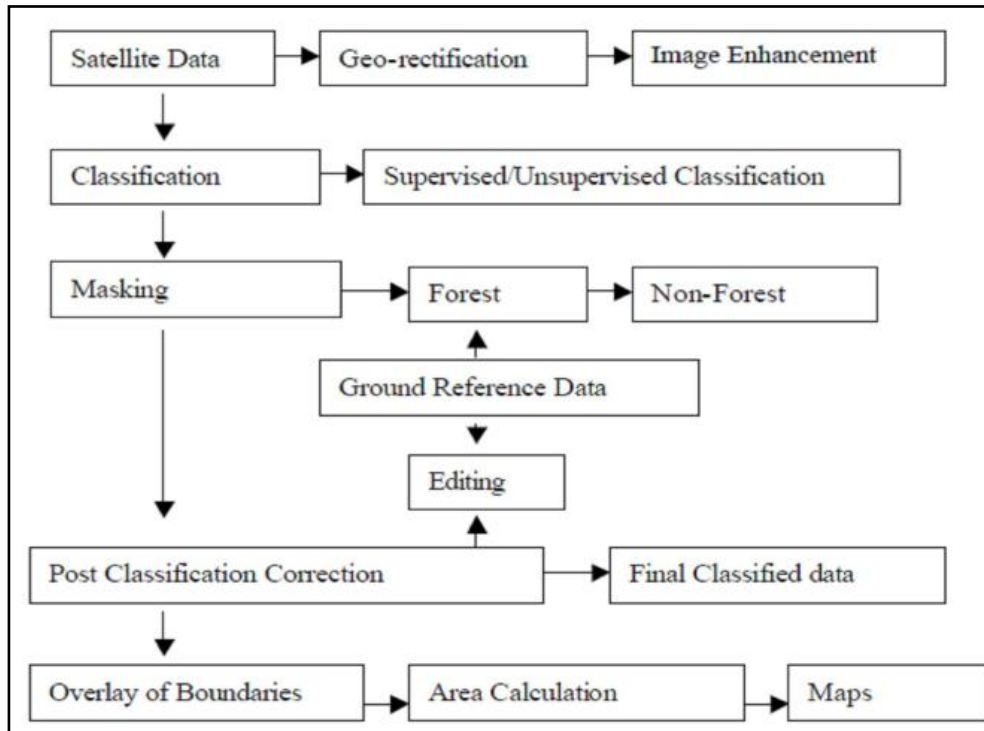 Satellite Data
Geo-rectification
Image Enhancement
Classification
Supervised/Unsupervised Classification
Masking
Forest
Non-Forest
Ground Reference Data
Editing
Post Classification Correction
Final Classified data
Overlay of Boundaries
Area Calculation
Maps